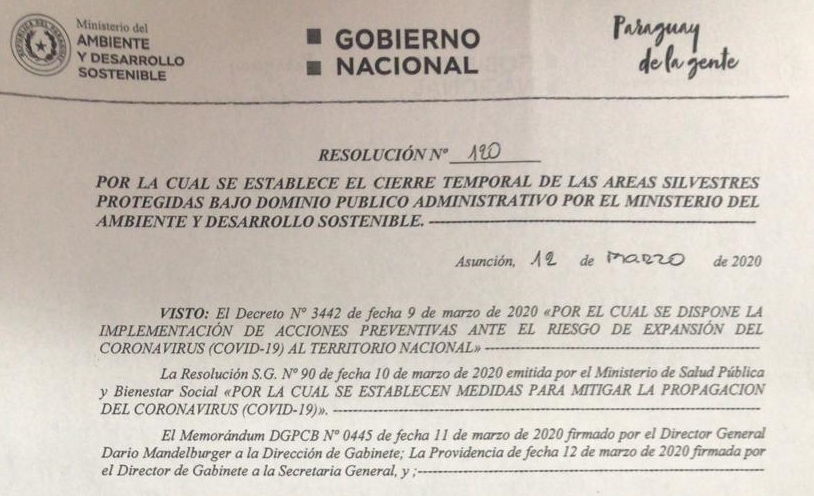 Ministerio del
AMBIENTE
Y DESARROLLO
SOSTENIBLE
GOBIERNO
NACIONAL
Paraguay
de la gente
RESOLUCIÓN Nº 120
POR LA CUAL SE ESTABLECE EL CIERRE TEMPORAL DE LAS AREAS SILVESTRES
PROTEGIDAS BAJO DOMINIO PUBLICO ADMINISTRATIVO POR EL MINISTERIO DEL
AMBIENTE Y DESARROLLO SOSTENIBLE.
Asunción, 12 de Marzo de 2020
VISTO: El Decreto Nº 3442 de fecha 9 de marzo de 2020 «POR EL CUAL SE DISPONE LA
IMPLEMENTACIÓN DE ACCIONES PREVENTIVAS ANTE EL RIESGO DE EXPANSIÓN DEL
CORONAVIRUS (COVID-19) AL TERRITORIO NACIONAL»
La Resolución S.G. Nº 90 de fecha 10 de marzo de 2020 emitida por el Ministerio de Salud Pública
y Bienestar Social «POR LA CUAL SE ESTABLECEN MEDIDAS PARA MITIGAR LA PROPAGACION
DEL CORONAVIRUS (COVID-19)».
El Memorándum DGPCB Nº 0445 de fecha 11 de marzo de 2020 firmado por el Director General
Dario Mandelburger a la Dirección de Gabinete; La Providencia de fecha 12 de marzo de 2020 firmada por
el Director de Gabinete a la Secretaria General, y ;